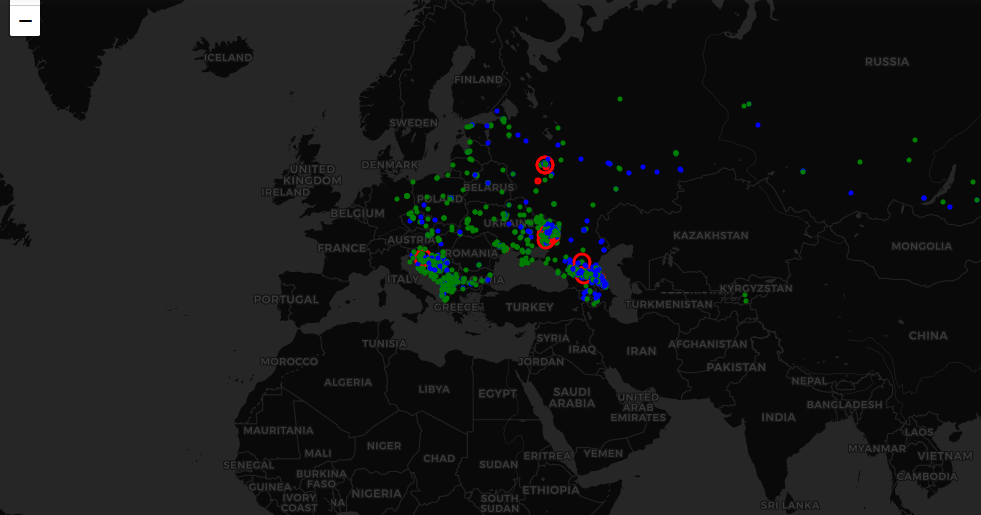 −
ICELAND
RUSSIA
FINLAND
SWEDEN
DENMARK
UNITED
KINGDOM
IRELAND
BELARUS
POLAND
BELGIUM
UKRAINE
AUSTRIA
FRANCE
ROMANIA
KAZAKHSTAN
MONGOLIA
ITALY
KYRGYZSTAN
PORTUGAL
GREECE
TURKEY
TURKMENISTAN
CHINA
SYRIA
TUNISIA
IRAQ
IRAN
AFGHANISTAN
MOROCCO
JORDAN
PAKISTAN
ALGERIA
LIBYA
EGYPT
SAUDI
ARABIA
UNITED
ARAB
EMIRATES
NEPAL
BANGLADESH
INDIA
MAURITANIA
MALI
NIGER
CHAD
SUDAN
ERITREA
YEMEN
LAOS
MYANMAR
VIETNAM
SENEGAL
BURKINA
FASO
CAMBODIA
GUINEA
IVORY
COAST
NA
NIGERIA
SOUTH
SUDAN
ETHIOPIA
SRI LANKA